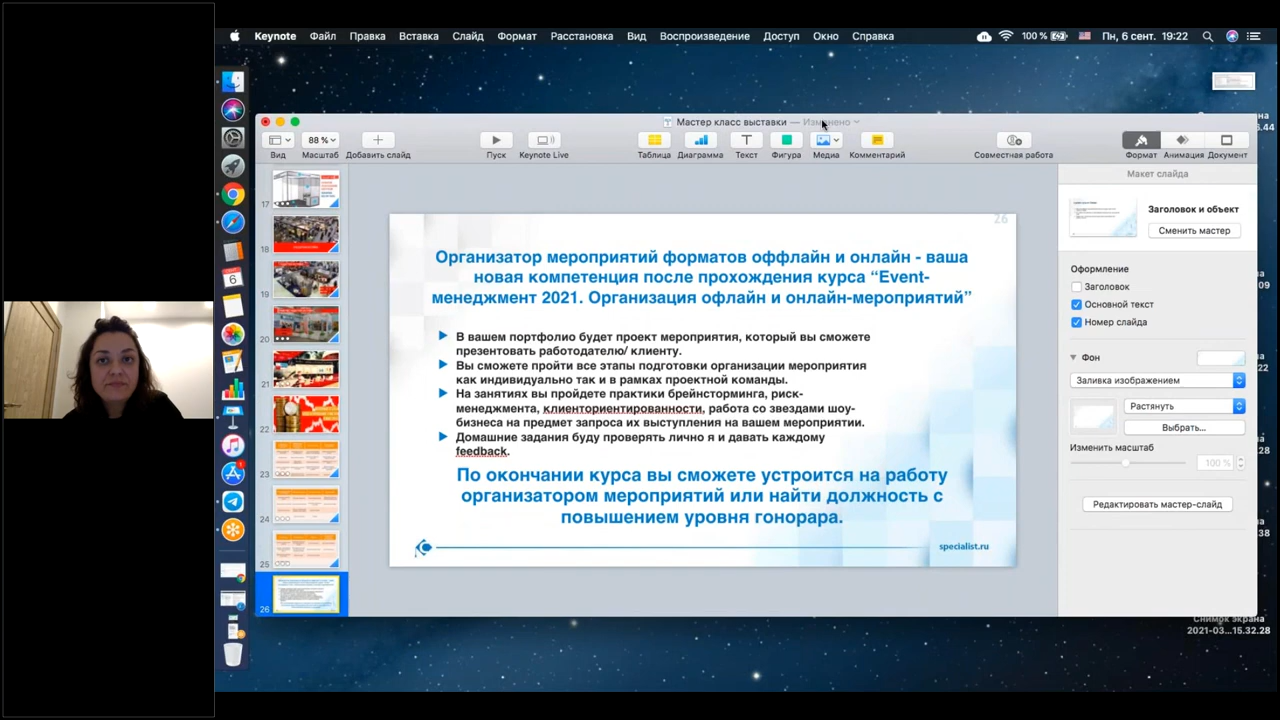 Keynote Файл Правка Вставка Слайд Формат Расстановка Вид Воспроизведение Доступ Окно Справка 100 % Пн, 6 сент. 19:22
Мастер класс выставки — Изменено
88 %
Вид Масштаб Добавить слайд Пуск Keynote Live Таблица Диаграмма Текст Фигура Медиа Комментарий Совместная работа Формат Анимация Документ
17
18
19
20
21
22
23
24
25
26
26
Организатор мероприятий форматов оффлайн и онлайн - ваша
новая компетенция после прохождения курса “Event-
менеджмент 2021. Организация офлайн и онлайн-мероприятий”
В вашем портфолио будет проект мероприятия, который вы сможете
презентовать работодателю/ клиенту.
Вы сможете пройти все этапы подготовки организации мероприятия
как индивидуально так и в рамках проектной команды.
На занятиях вы пройдете практики брейнсторминга, риск-
менеджмента, клиенториентированности, работа со звездами шоу-
бизнеса на предмет запроса их выступления на вашем мероприятии.
Домашние задания буду проверять лично я и давать каждому
feedback.
По окончании курса вы сможете устроится на работу
организатором мероприятий или найти должность с
повышением уровня гонорара.
specialist.ru
Макет слайда
Заголовок и объект
Сменить мастер
Оформление
Заголовок
Основной текст
Номер слайда
Фон
Заливка изображением
Растянуть
Выбрать...
Изменить масштаб
100 %
Редактировать мастер-слайд
Снимок экрана
2021-03...15.32.28